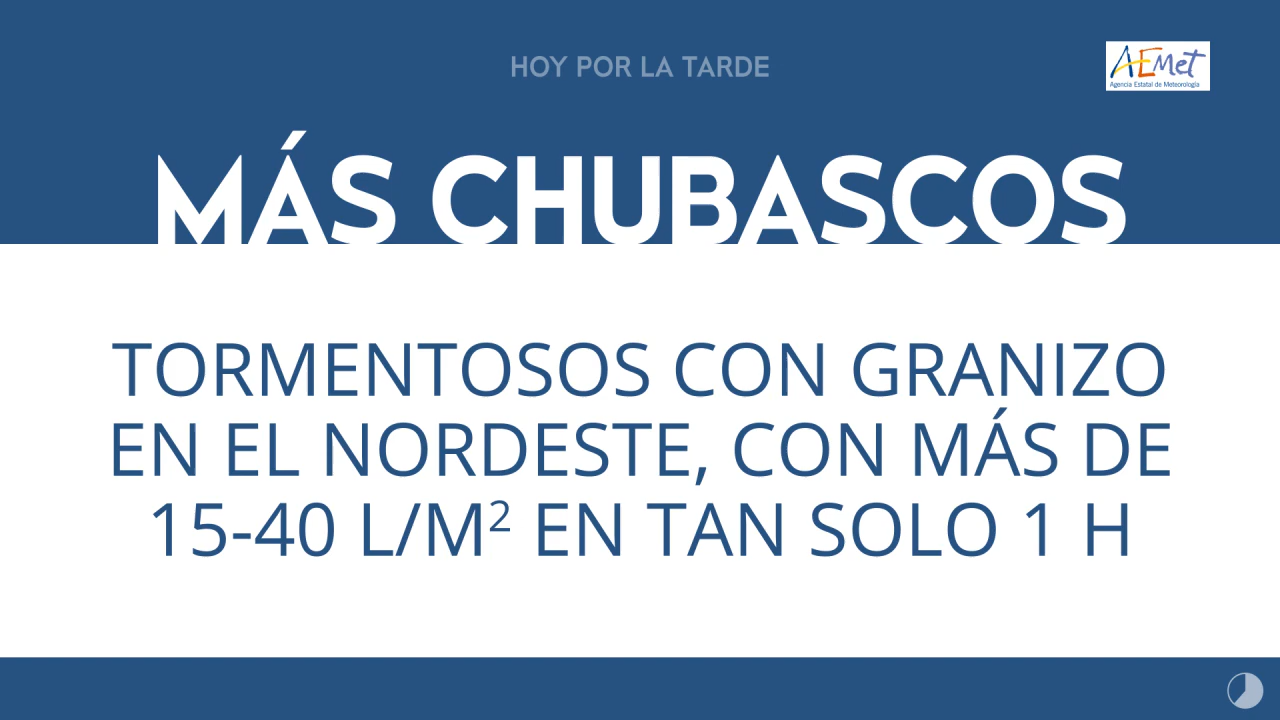 HOY POR LA TARDE
AEMet
Agencia Estatal de Meteorología
MÁS CHUBASCOS
TORMENTOSOS CON GRANIZO
EN EL NORDESTE, CON MÁS DE
15-40 L/M² EN TAN SOLO 1 H